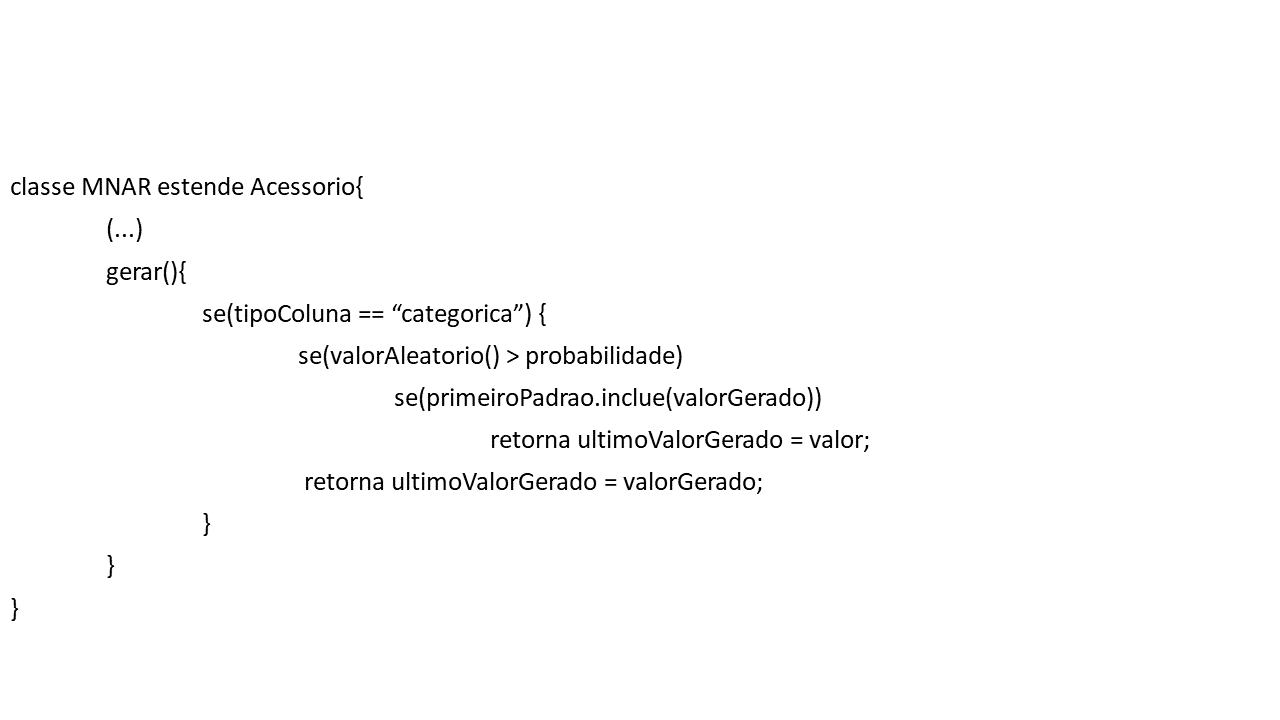 classe MNAR estende Acessorio{
(...)
gerar(){
se(tipoColuna == “categorica”) {
se(valorAleatorio() > probabilidade)
se(primeiroPadrao.inclue(valorGerado))
retorna ultimoValorGerado = valor;
retorna ultimoValorGerado = valorGerado;
}
}
}